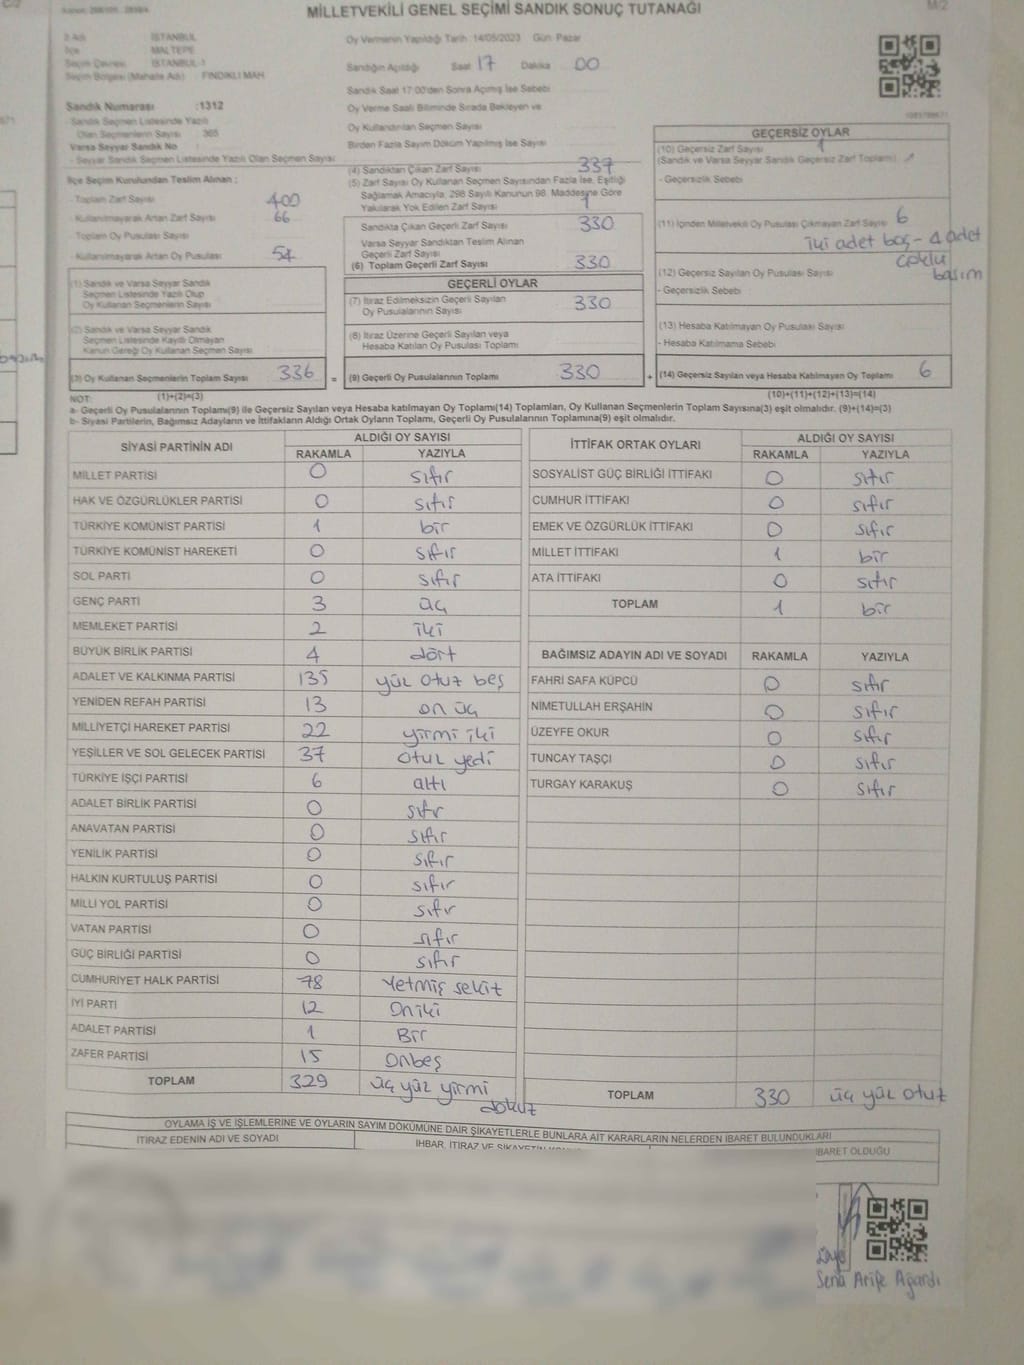 MİLLETVEKİLİ GENEL SEÇİMİ SANDIK SONUÇ TUTANAĞI
M/2
İl Adı İSTANBUL
İlçe MALTEPE
Seçim Çevresi İSTANBUL-1
Seçim Bölgesi (Mahalle Adı) FINDIKLI MAH
Oy Vermenin Yapıldığı Tarih :14/05/2023 Gün: Pazar
Sandığın Açıldığı Saat 17 Dakika 00
Sandık Saat 17:00'den Sonra Açılmış İse Sebebi
Sandık Numarası :1312
- Sandık Seçmen Listesinde Yazılı
Olan Seçmenlerin Sayısı : 365
Varsa Seyyar Sandık No :
- Seyyar Sandık Seçmen Listesinde Yazılı Olan Seçmen Sayısı
Oy Verme Saati Bitiminde Sırada Bekleyen ve
Oy Kullandırılan Seçmen Sayısı
Birden Fazla Sayım Döküm Yapılmış İse Sayısı
İlçe Seçim Kurulundan Teslim Alınan :
- Toplam Zarf Sayısı 400
- Kullanılmayarak Artan Zarf Sayısı 66
- Toplam Oy Pusulası Sayısı
- Kullanılmayarak Artan Oy Pusulası 54
(1) Sandık ve Varsa Seyyar Sandık
Seçmen Listesinde Yazılı Olup
Oy Kullanan Seçmenlerin Sayısı
(2) Sandık ve Varsa Seyyar Sandık
Seçmen Listesinde Kayıtlı Olmayan
Kanun Gereği Oy Kullanan Seçmen Sayısı
(3) Oy Kullanan Seçmenlerin Toplam Sayısı 336 =
(4) Sandıktan Çıkan Zarf Sayısı 337
(5) Zarf Sayısı Oy Kullanan Seçmen Sayısından Fazla İse, Eşitliği
Sağlamak Amacıyla, 298 Sayılı Kanunun 98. Maddesine Göre
Yakılarak Yok Edilen Zarf Sayısı 1
Sandıkta Çıkan Geçerli Zarf Sayısı 330
Varsa Seyyar Sandıktan Teslim Alınan
Geçerli Zarf Sayısı
(6) Toplam Geçerli Zarf Sayısı 330
GEÇERLİ OYLAR
(7) İtiraz Edilmeksizin Geçerli Sayılan 330
Oy Pusulalarının Sayısı
(8) İtiraz Üzerine Geçerli Sayılan veya
Hesaba Katılan Oy Pusulası Toplamı
(9) Geçerli Oy Pusulalarının Toplamı 330 +
GEÇERSİZ OYLAR
(10) Geçersiz Zarf Sayısı
(Sandık ve Varsa Seyyar Sandık Geçersiz Zarf Toplamı)
- Geçersizlik Sebebi
(11) İçinden Milletvekili Oy Pusulası Çıkmayan Zarf Sayısı 6
iki adet boş - 4 adet
çoklu
basım
(12) Geçersiz Sayılan Oy Pusulası Sayısı
- Geçersizlik Sebebi
(13) Hesaba Katılmayan Oy Pusulası Sayısı
- Hesaba Katılmama Sebebi
(14) Geçersiz Sayılan veya Hesaba Katılmayan Oy Toplamı 6
NOT: (1)+(2)=(3) (10)+(11)+(12)+(13)=(14)
a- Geçerli Oy Pusulalarının Toplamı(9) ile Geçersiz Sayılan veya Hesaba katılmayan Oy Toplamı(14) Toplamları, Oy Kullanan Seçmenlerin Toplam Sayısına(3) eşit olmalıdır. (9)+(14)=(3)
b- Siyasi Partilerin, Bağımsız Adayların ve İttifakların Aldığı Ortak Oyların Toplamı, Geçerli Oy Pusulalarının Toplamına(9) eşit olmalıdır.
SİYASİ PARTİNİN ADI ALDIĞI OY SAYISI
RAKAMLA YAZIYLA
MİLLET PARTİSİ 0 sıfır
HAK VE ÖZGÜRLÜKLER PARTİSİ 0 sıfır
TÜRKİYE KOMÜNİST PARTİSİ 1 bir
TÜRKİYE KOMÜNİST HAREKETİ 0 sıfır
SOL PARTİ 0 sıfır
GENÇ PARTİ 3 üç
MEMLEKET PARTİSİ 2 iki
BÜYÜK BİRLİK PARTİSİ 4 dört
ADALET VE KALKINMA PARTİSİ 135 yüz otuz beş
YENİDEN REFAH PARTİSİ 13 on üç
MİLLİYETÇİ HAREKET PARTİSİ 22 yirmi iki
YEŞİLLER VE SOL GELECEK PARTİSİ 37 otuz yedi
TÜRKİYE İŞÇİ PARTİSİ 6 altı
ADALET BİRLİK PARTİSİ 0 sıfır
ANAVATAN PARTİSİ 0 sıfır
YENİLİK PARTİSİ 0 sıfır
HALKIN KURTULUŞ PARTİSİ 0 sıfır
MİLLİ YOL PARTİSİ 0 sıfır
VATAN PARTİSİ 0 sıfır
GÜÇ BİRLİĞİ PARTİSİ 0 sıfır
CUMHURİYET HALK PARTİSİ 78 Yetmiş sekiz
İYİ PARTİ 12 Oniki
ADALET PARTİSİ 1 Bir
ZAFER PARTİSİ 15 Onbeş
TOPLAM 329 üç yüz yirmi
dokuz
İTTİFAK ORTAK OYLARI ALDIĞI OY SAYISI
RAKAMLA YAZIYLA
SOSYALİST GÜÇ BİRLİĞİ İTTİFAKI 0 sıfır
CUMHUR İTTİFAKI 0 sıfır
EMEK VE ÖZGÜRLÜK İTTİFAKI 0 sıfır
MİLLET İTTİFAKI 1 bir
ATA İTTİFAKI 0 sıfır
TOPLAM 1 bir
BAĞIMSIZ ADAYIN ADI VE SOYADI RAKAMLA YAZIYLA
FAHRİ SAFA KÜPCÜ 0 sıfır
NİMETULLAH ERŞAHİN 0 sıfır
ÜZEYFE OKUR 0 sıfır
TUNCAY TAŞÇI 0 sıfır
TURGAY KARAKUŞ 0 sıfır
TOPLAM 330 üç yüz otuz
OYLAMA İŞ VE İŞLEMLERİNE VE OYLARIN SAYIM DÖKÜMÜNE DAİR ŞİKAYETLERLE BUNLARA AİT KARARLARIN NELERDEN İBARET BULUNDUKLARI
İTİRAZ EDENİN ADI VE SOYADI İHBAR, İTİRAZ VE ŞİKAYETİN İBARET OLDUĞU
Sena Arife Ağardı